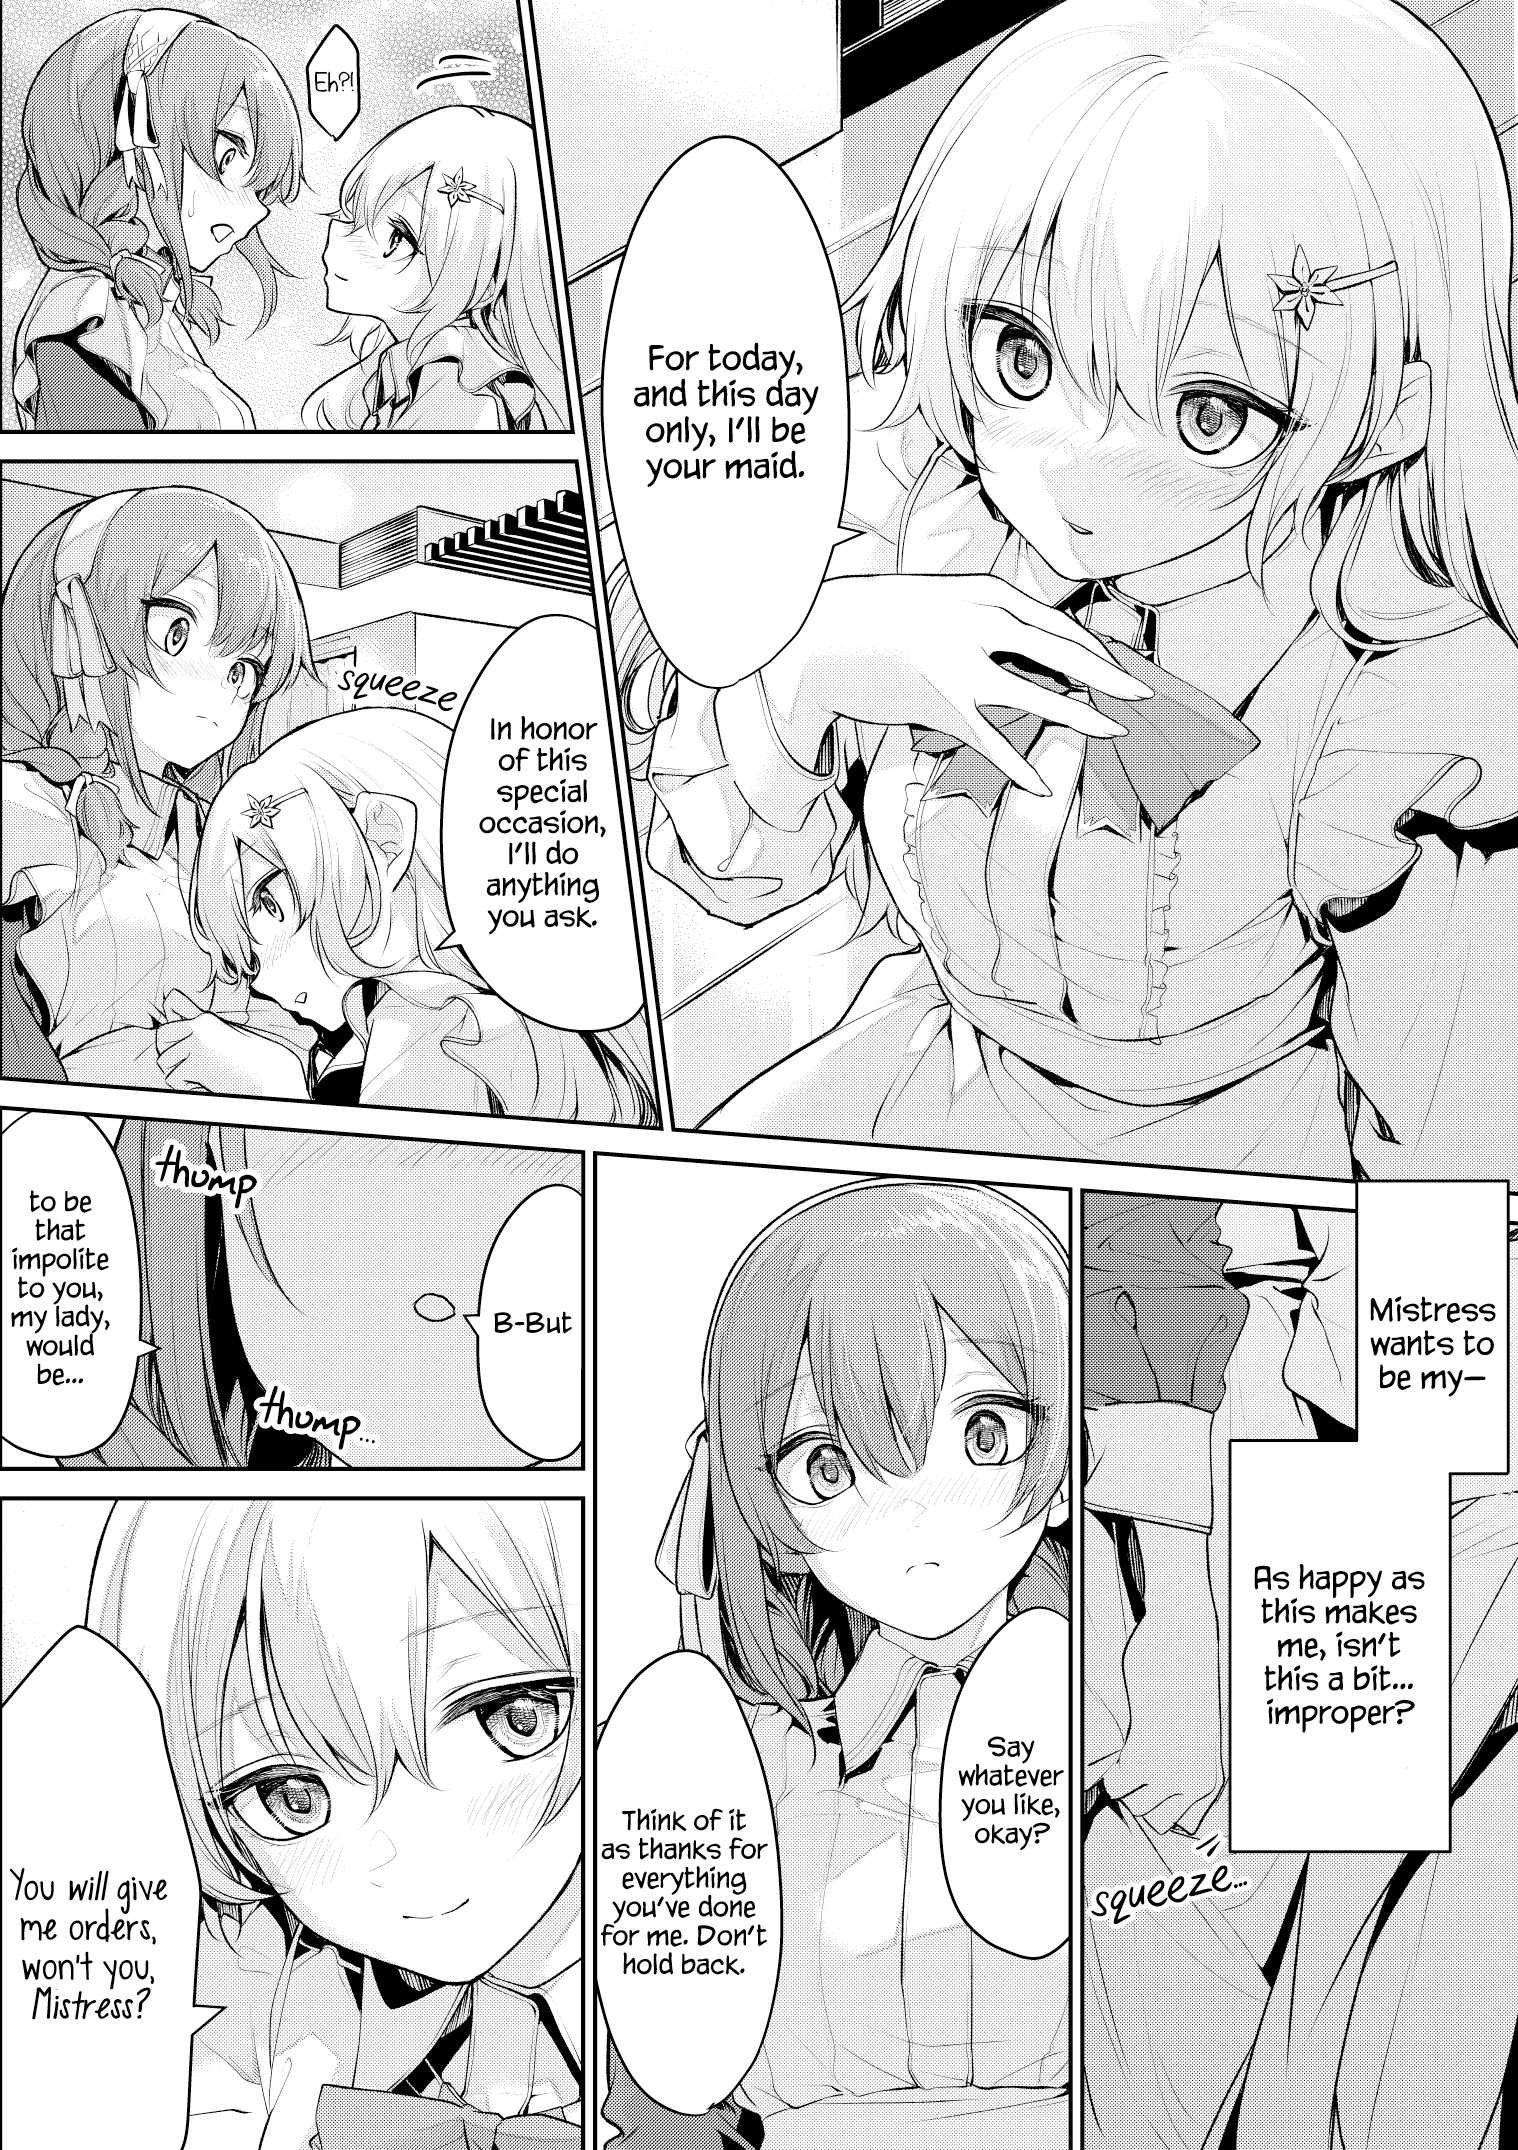 For today,
and this day
only, I'll be
your maid.
Eh?!
squeeze
In honor
of this
special
occasion,
I'll do
anything
you ask.
Mistress
wants to
be my—
As happy as
this makes
me, isn't
this a bit...
improper?
squeeze...
Say
whatever
you like,
okay?
Think of it
as thanks for
everything
you've done
for me. Don't
hold back.
B-But
thump
thump...
to be
that
impolite
to you,
my lady,
would
be...
You will give
me orders,
won't you,
Mistress?